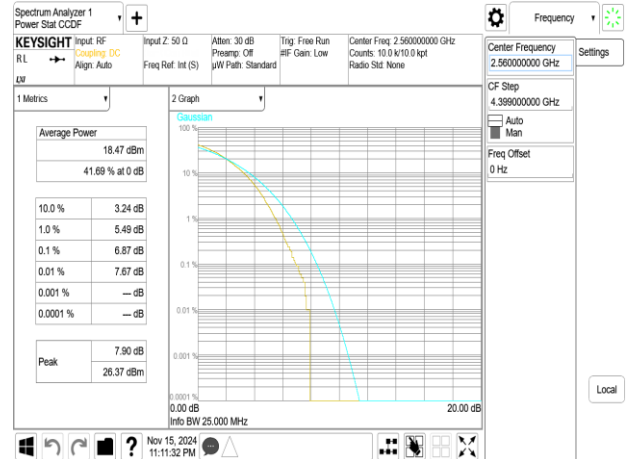 Spectrum Analyzer 1
Power Stat CCDF
Frequency
KEYSIGHT
Input: RF
Coupling: DC
Align: Auto
RL
LXI
Input Z: 50 Ω
Freq Ref: Int (S)
Atten: 30 dB
Preamp: Off
µW Path: Standard
Trig: Free Run
#IF Gain: Low
Center Freq: 2.560000000 GHz
Counts: 10.0 k/10.0 kpt
Radio Std: None
Center Frequency
2.560000000 GHz
Settings
CF Step
4.399000000 GHz
Auto
Man
Freq Offset
0 Hz
1 Metrics
Average Power
18.47 dBm
41.69 % at 0 dB
10.0 % 3.24 dB
1.0 % 5.49 dB
0.1 % 6.87 dB
0.01 % 7.67 dB
0.001 % --- dB
0.0001 % --- dB
Peak
7.90 dB
26.37 dBm
2 Graph
Gaussian
100 %
10 %
1 %
0.1 %
0.01 %
0.001 %
0.0001 %
0.00 dB 20.00 dB
Info BW 25.000 MHz
Local
Nov 15, 2024
11:11:32 PM
?